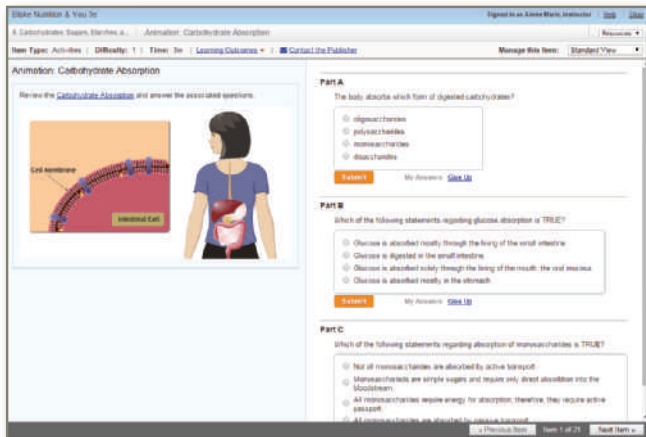 Blake Nutrition & You 3e
Signed in as Aimee Marie, Instructor | Help | Close
4. Carbohydrates: Sugars, Starches, a... Animation: Carbohydrate Absorption
Resources
Item Type: Activities | Difficulty: 1 | Time: 3m | Learning Outcomes | Contact the Publisher
Manage this Item: Standard View
Animation: Carbohydrate Absorption
Review the Carbohydrate Absorption and answer the associated questions.
Cell membrane
Intestinal Cell
Part A
The body absorbs which form of digested carbohydrates?
oligosaccharides
polysaccharides
monosaccharides
disaccharides
Submit My Answers Give Up
Part B
Which of the following statements regarding glucose absorption is TRUE?
Glucose is absorbed mostly through the lining of the small intestine.
Glucose is digested in the small intestine.
Glucose is absorbed solely through the lining of the mouth: the oral mucosa.
Glucose is absorbed mostly in the stomach.
Submit My Answers Give Up
Part C
Which of the following statements regarding absorption of monosaccharides is TRUE?
Not all monosaccharides are absorbed by active transport.
Monosaccharides are simple sugars and require only direct absorption into the
bloodstream.
All monosaccharides require energy for absorption; therefore, they require active
passport.
All monosaccharides are absorbed by passive transport.
« Previous Item Item 1 of 21 Next Item »